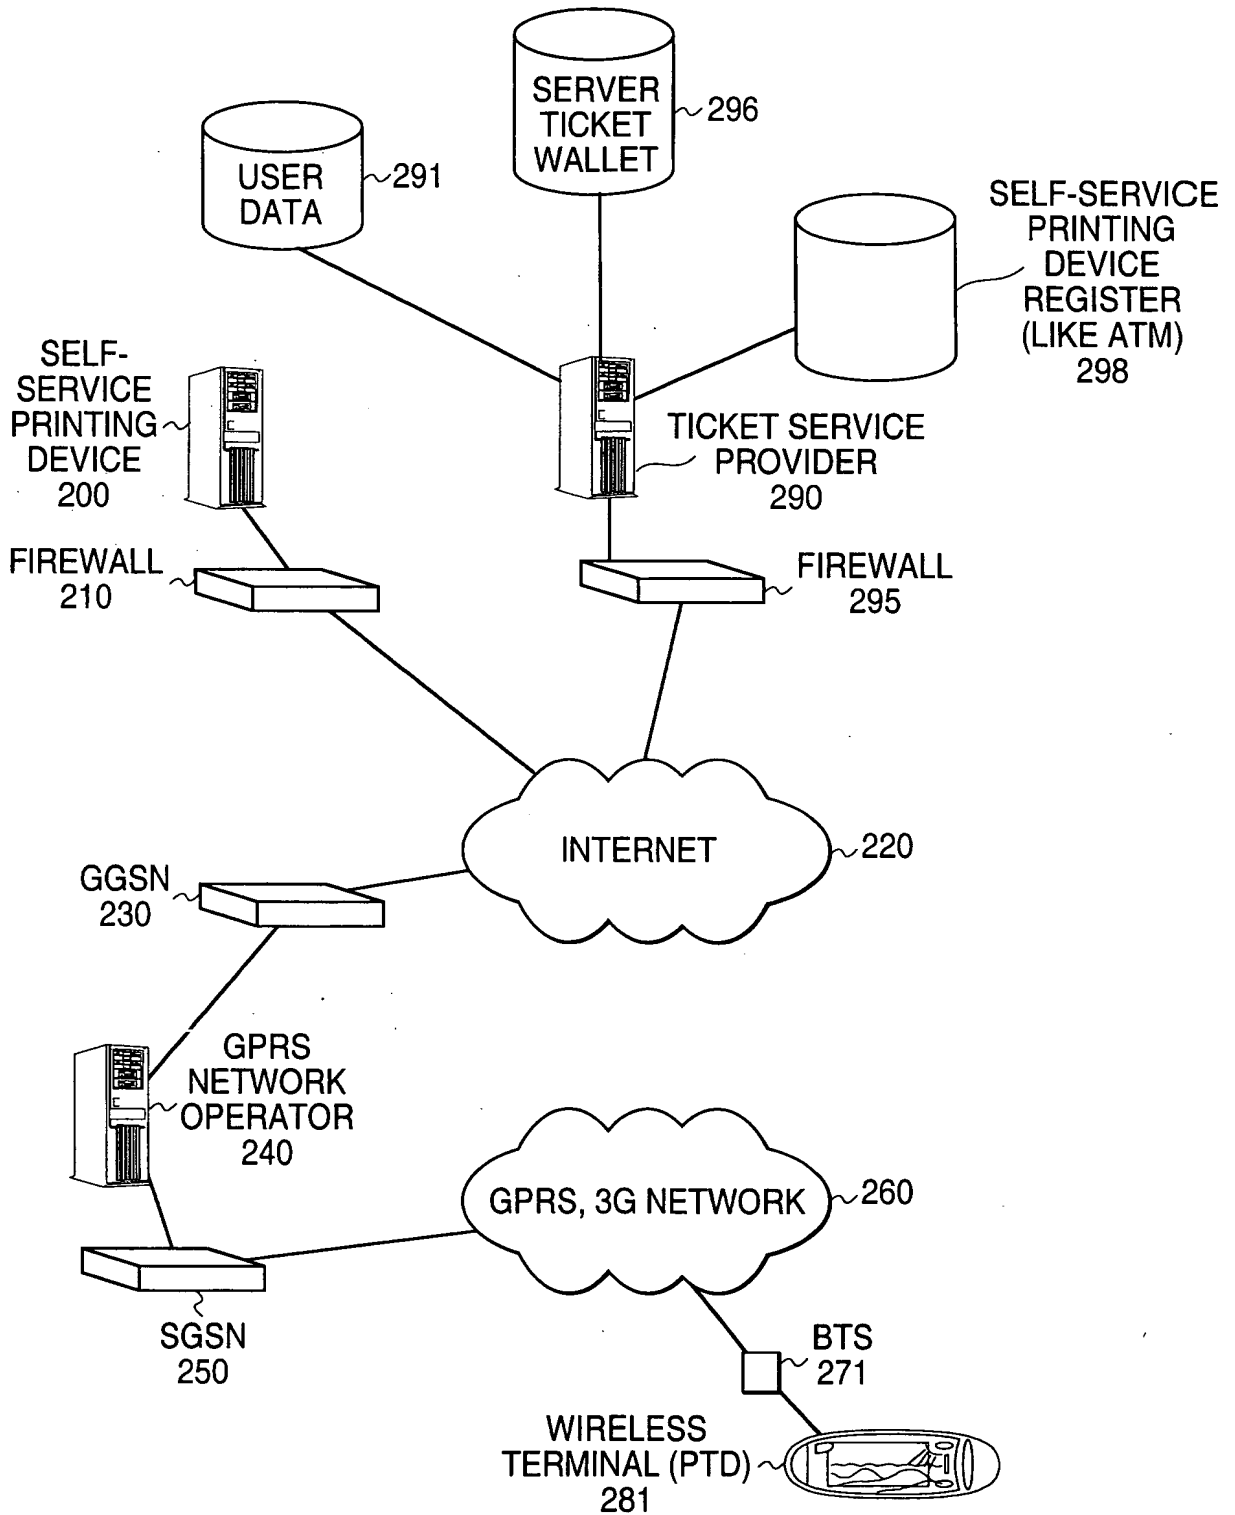 SERVER
TICKET
WALLET
296
USER
DATA
291
SELF-SERVICE
PRINTING
DEVICE
REGISTER
(LIKE ATM)
298
SELF-
SERVICE
PRINTING
DEVICE
200
TICKET SERVICE
PROVIDER
290
FIREWALL
210
FIREWALL
295
INTERNET
220
GGSN
230
GPRS
NETWORK
OPERATOR
240
GPRS, 3G NETWORK
260
SGSN
250
BTS
271
WIRELESS
TERMINAL (PTD)
281